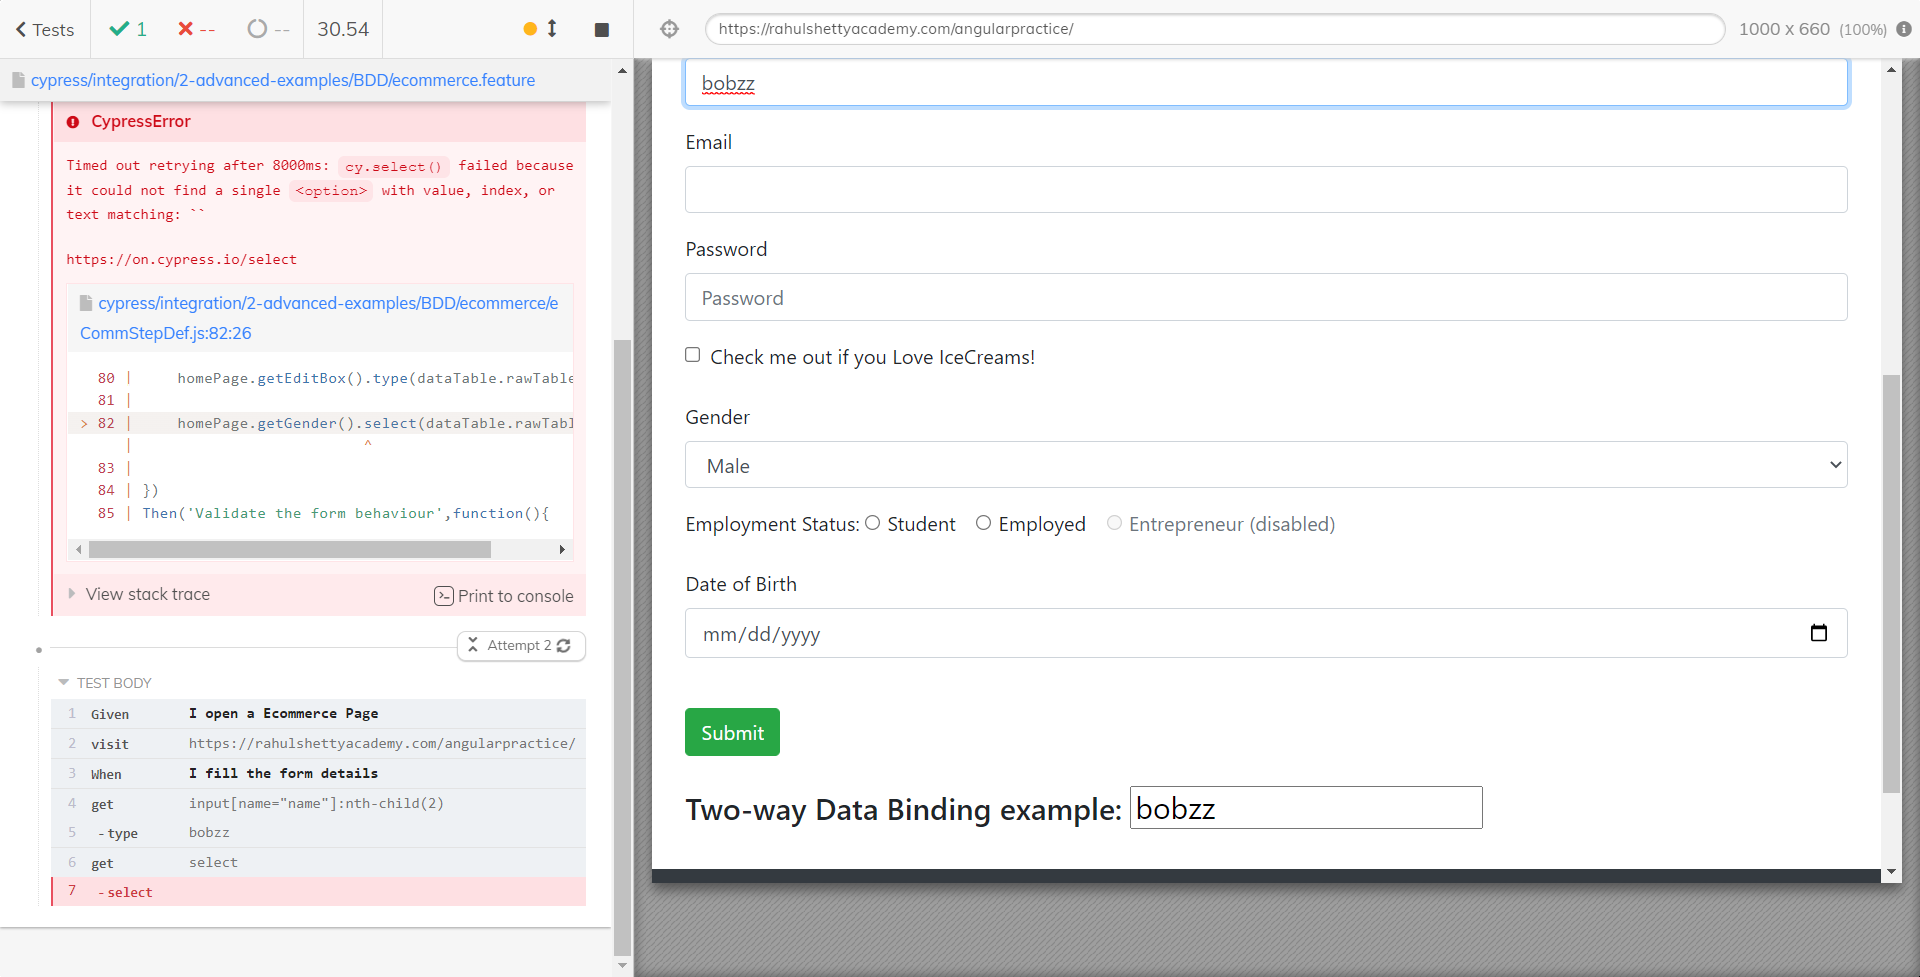 Tests
1
--
--
30.54
https://rahulshettyacademy.com/angularpractice/
1000 x 660 (100%)
cypress/integration/2-advanced-examples/BDD/ecommerce.feature
CypressError
Timed out retrying after 8000ms: cy.select() failed because
it could not find a single <option> with value, index, or
text matching: ``
https://on.cypress.io/select
cypress/integration/2-advanced-examples/BDD/ecommerce/e
CommStepDef.js:82:26
80 |     homePage.getEditBox().type(dataTable.rawTable
81 |
> 82 |     homePage.getGender().select(dataTable.rawTabl
|                            ^
83 |
84 | })
85 | Then('Validate the form behaviour',function(){
View stack trace
Print to console
Attempt 2
TEST BODY
1 Given I open a Ecommerce Page
2 visit https://rahulshettyacademy.com/angularpractice/
3 When I fill the form details
4 get input[name="name"]:nth-child(2)
5 -type bobzz
6 get select
7 -select
bobzz
Email
Password
Password
Check me out if you Love IceCreams!
Gender
Male
Employment Status: Student Employed Entrepreneur (disabled)
Date of Birth
mm/dd/yyyy
Submit
Two-way Data Binding example: bobzz